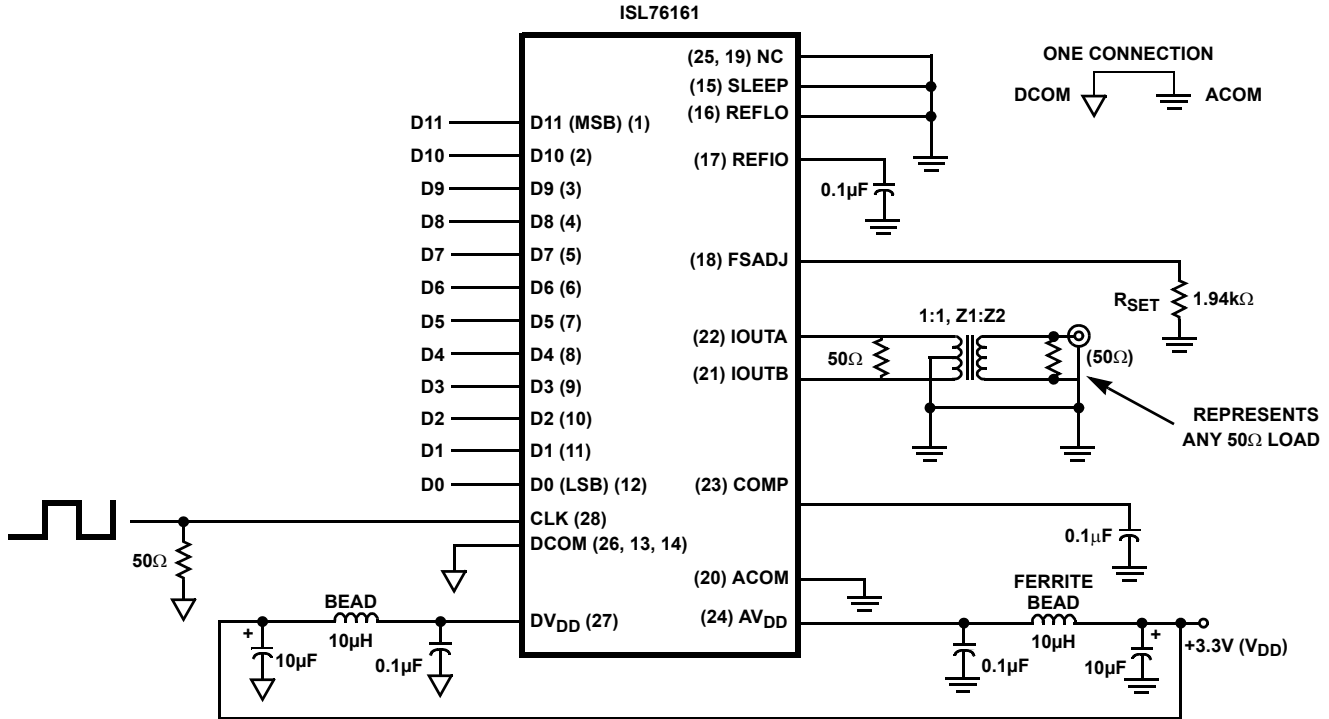 ISL76161
(25, 19) NC
(15) SLEEP
(16) REFLO
ONE CONNECTION
DCOM
ACOM
D11
D11 (MSB) (1)
D10
D10 (2)
(17) REFIO
0.1µF
D9
D9 (3)
D8
D8 (4)
D7
D7 (5)
(18) FSADJ
D6
D6 (6)
RSET
1.94kΩ
D5
D5 (7)
1:1, Z1:Z2
(22) IOUTA
D4
D4 (8)
50Ω
(50Ω)
D3
D3 (9)
(21) IOUTB
D2
D2 (10)
REPRESENTS
ANY 50Ω LOAD
D1
D1 (11)
D0
D0 (LSB) (12)
(23) COMP
CLK (28)
0.1µF
50Ω
DCOM (26, 13, 14)
(20) ACOM
FERRITE
BEAD
BEAD
DVDD (27)
(24) AVDD
+
10µH
10µF
0.1µF
10µH
+
0.1µF
10µF
+3.3V (VDD)